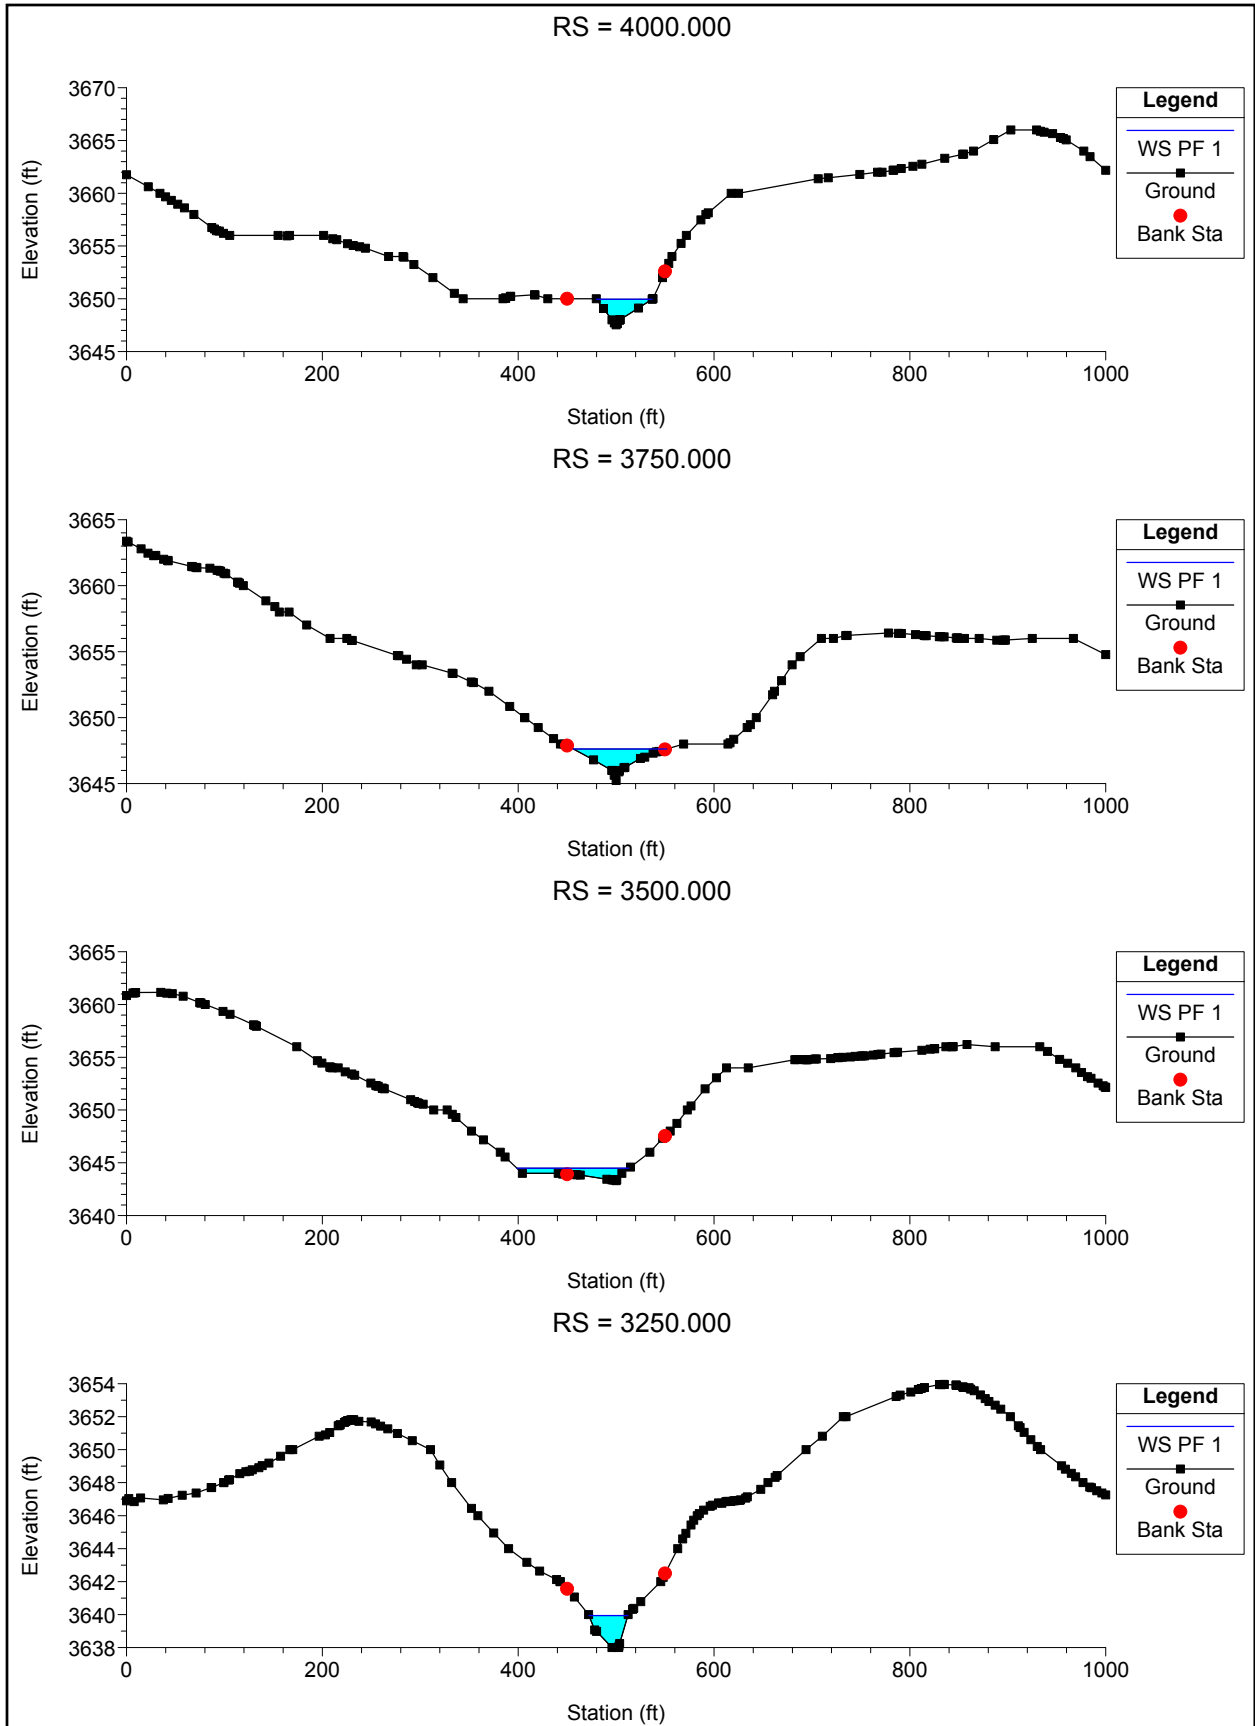 RS = 4000.000
Elevation (ft)
3670
3665
3660
3655
3650
3645
0 200 400 600 800 1000
Station (ft)
Legend
WS PF 1
Ground
Bank Sta
RS = 3750.000
Elevation (ft)
3665
3660
3655
3650
3645
0 200 400 600 800 1000
Station (ft)
Legend
WS PF 1
Ground
Bank Sta
RS = 3500.000
Elevation (ft)
3665
3660
3655
3650
3645
3640
0 200 400 600 800 1000
Station (ft)
Legend
WS PF 1
Ground
Bank Sta
RS = 3250.000
Elevation (ft)
3654
3652
3650
3648
3646
3644
3642
3640
3638
0 200 400 600 800 1000
Station (ft)
Legend
WS PF 1
Ground
Bank Sta